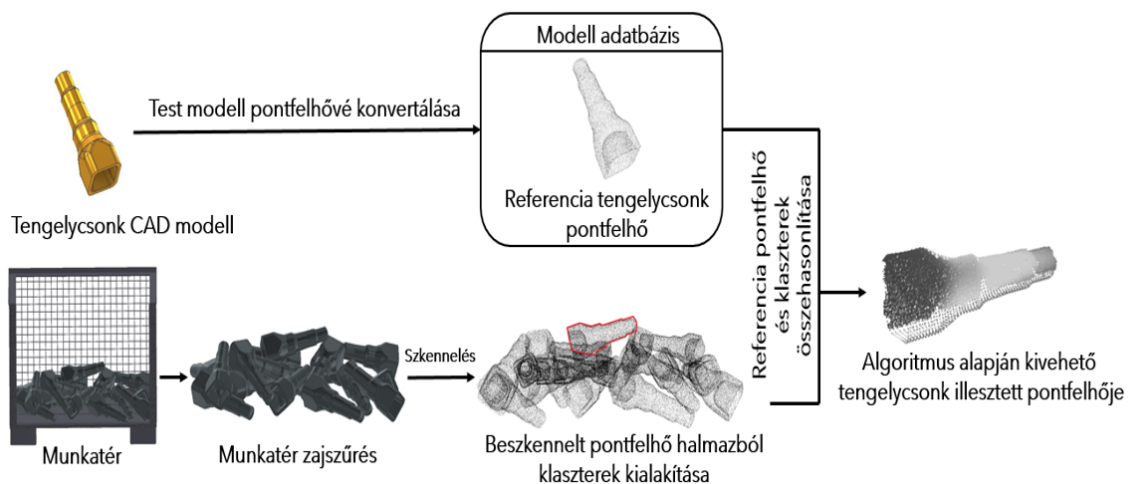 Modell adatbázis
Test modell pontfelhővé konvertálása
Referencia tengelycsonk
pontfelhő
Tengelycsonk CAD modell
Referencia pontfelhő
és klaszterek
összehasonlítása
Szkennelés
Algoritmus alapján kivehető
tengelycsonk illesztett pontfelhője
Munkatér
Munkatér zajszűrés
Beszkennelt pontfelhő halmazból
klaszterek kialakítása